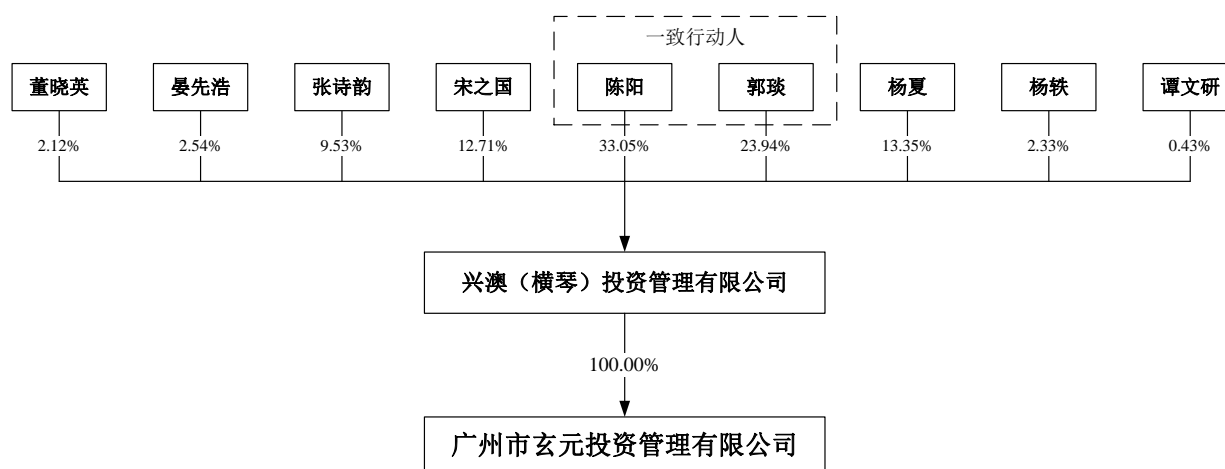 一致行动人
董晓英
晏先浩
张诗韵
宋之国
陈阳
郭琰
杨夏
杨轶
谭文研
2.12%
2.54%
9.53%
12.71%
33.05%
23.94%
13.35%
2.33%
0.43%
兴澳（横琴）投资管理有限公司
100.00%
广州市玄元投资管理有限公司